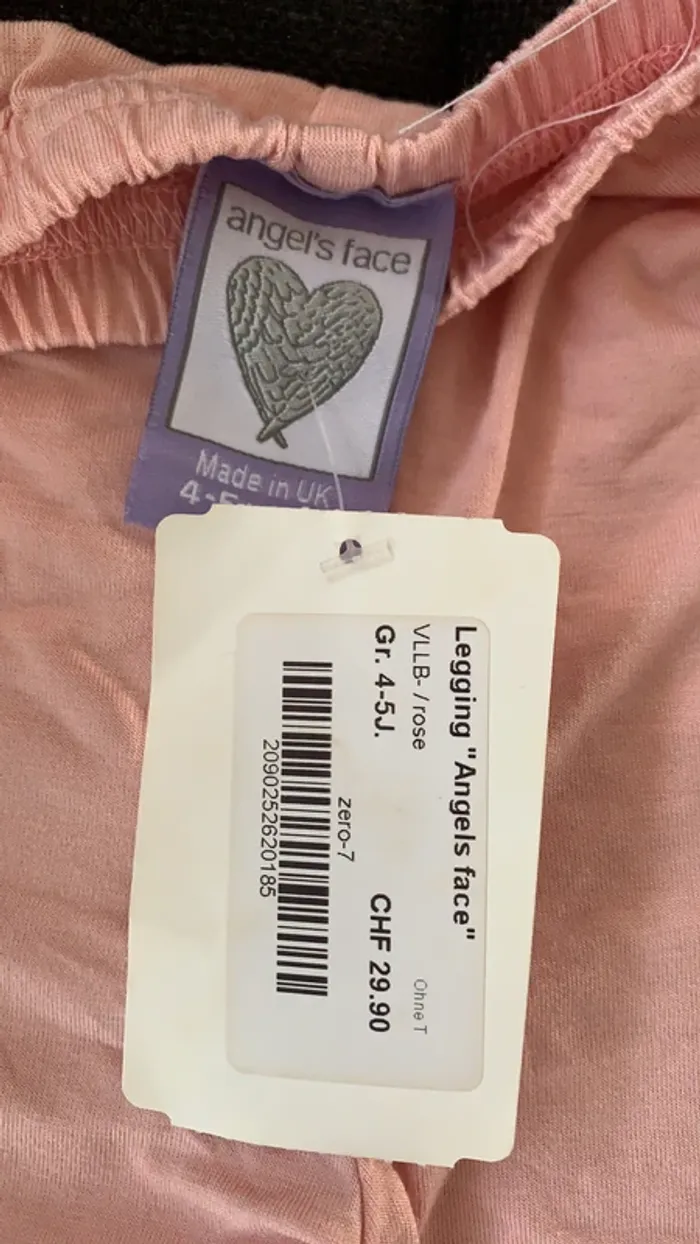 angel's face
Made in UK
Legging "Angels face"
VLLB- / rose
Ohne T
Gr. 4-5J.
CHF 29.90
zero-7
2090252620185